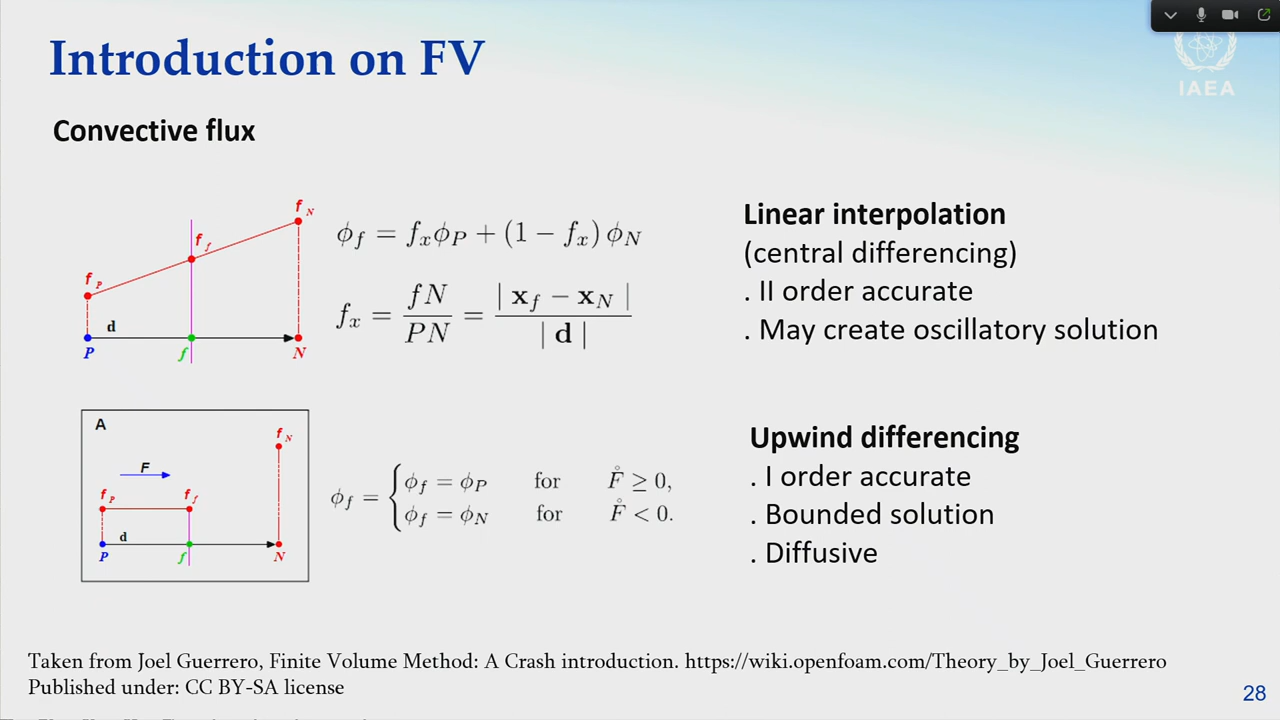 Introduction on FV
IAEA
Convective flux
f N
f f
f P
d
P
f
N
ϕ_f = f_x ϕ_P + (1 − f_x) ϕ_N
f_x = fN / PN = | x_f − x_N | / | d |
Linear interpolation
(central differencing)
. II order accurate
. May create oscillatory solution
A
F
f N
f P
f f
d
P
f
N
ϕ_f = { ϕ_f = ϕ_P for F̊ ≥ 0,
ϕ_f = ϕ_N for F̊ < 0.
Upwind differencing
. I order accurate
. Bounded solution
. Diffusive
Taken from Joel Guerrero, Finite Volume Method: A Crash introduction. https://wiki.openfoam.com/Theory_by_Joel_Guerrero
Published under: CC BY-SA license
28